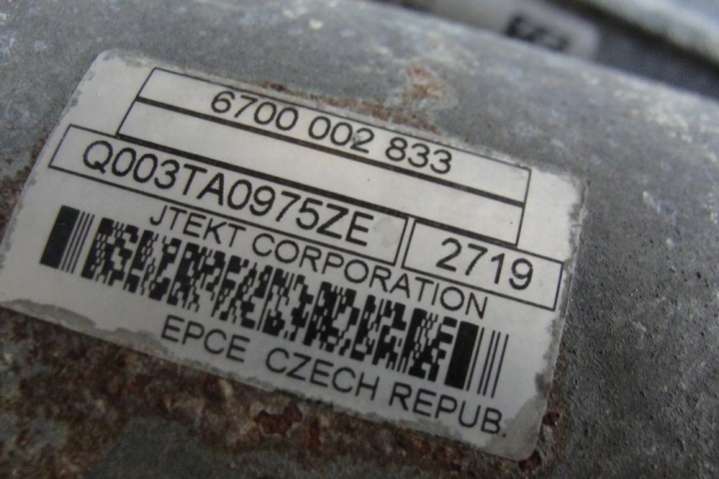 6700 002 833
Q003TA0975ZE
2719
JTEKT CORPORATION
EPCE CZECH REPUB.